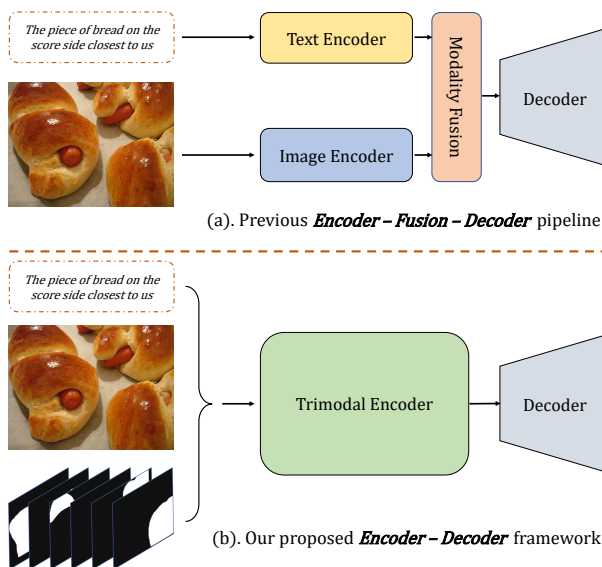 The piece of bread on the
score side closest to us
Text Encoder
Image Encoder
Modality Fusion
Decoder
(a). Previous Encoder – Fusion – Decoder pipeline
The piece of bread on the
score side closest to us
Trimodal Encoder
Decoder
(b). Our proposed Encoder – Decoder framework